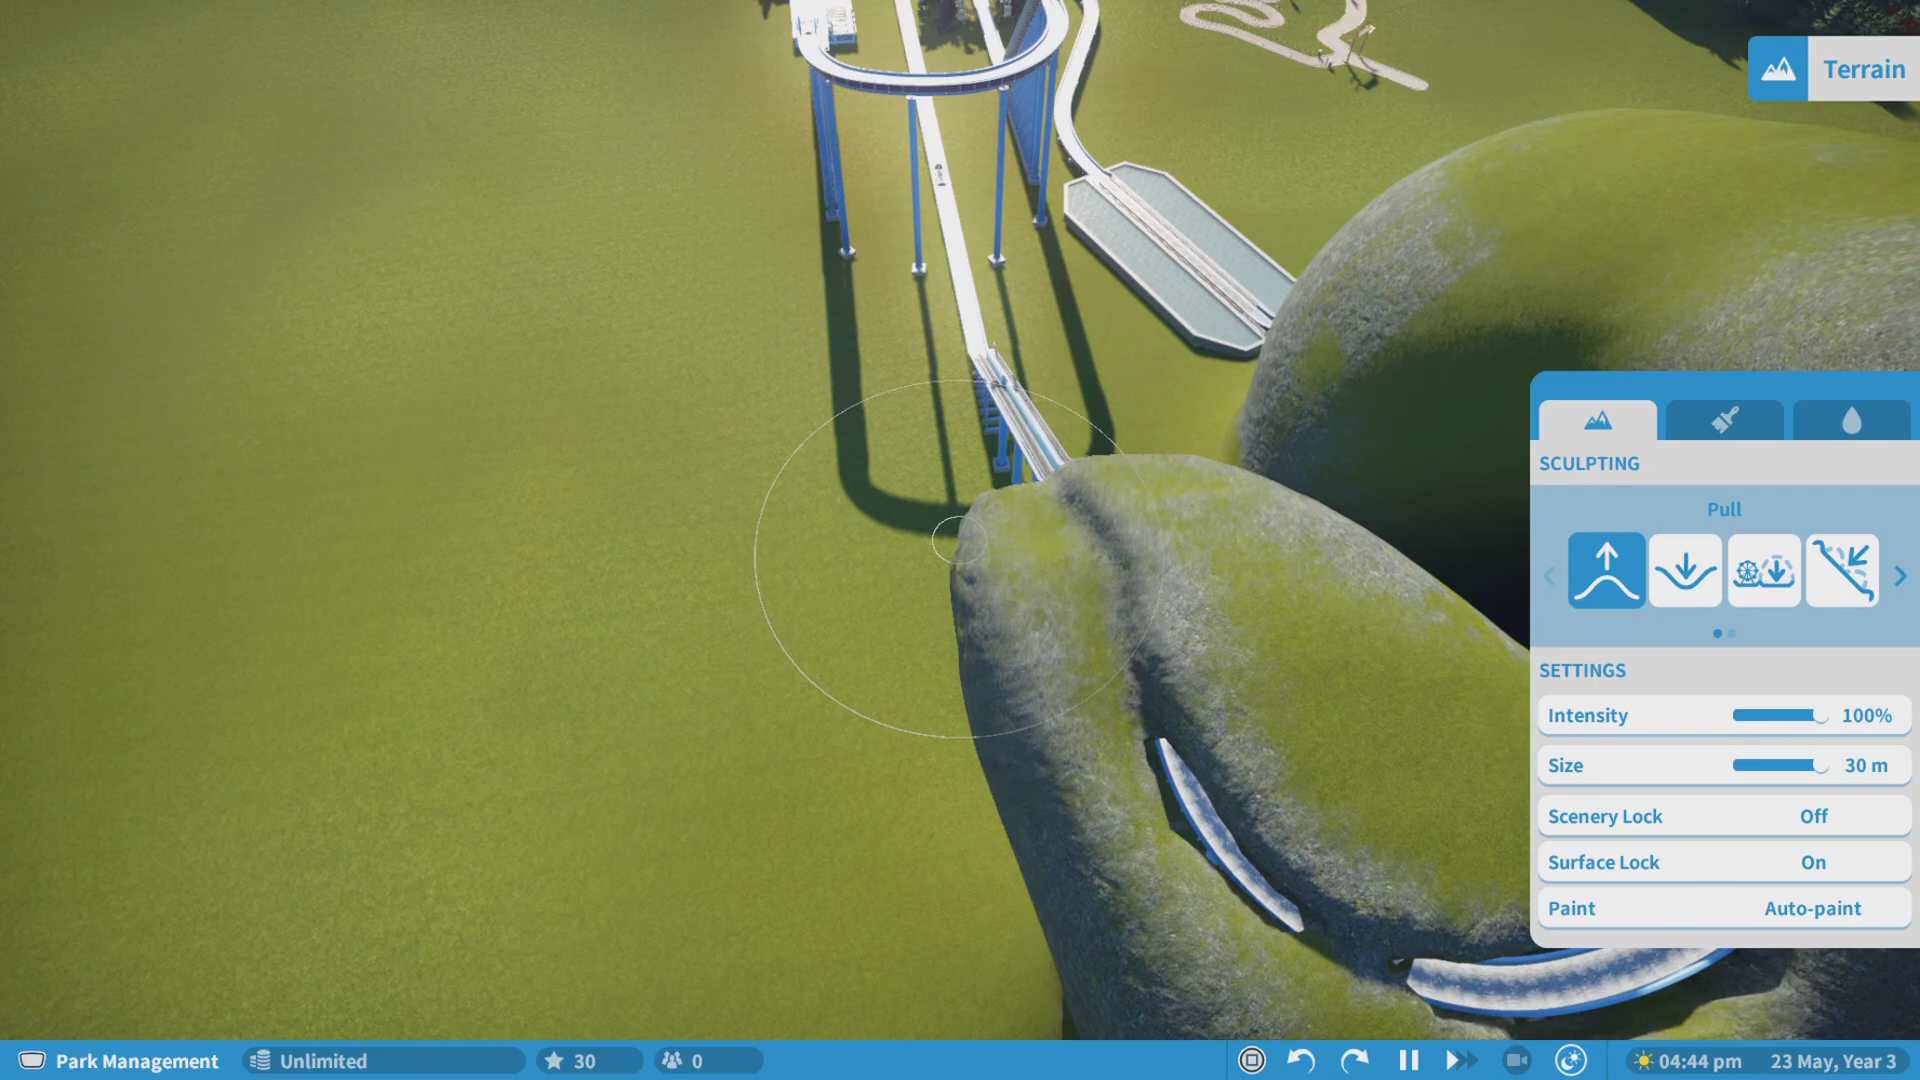 Terrain
SCULPTING
Pull
SETTINGS
Intensity 100%
Size 30 m
Scenery Lock Off
Surface Lock On
Paint Auto-paint
Park Management Unlimited 30 0 04:44 pm 23 May, Year 3